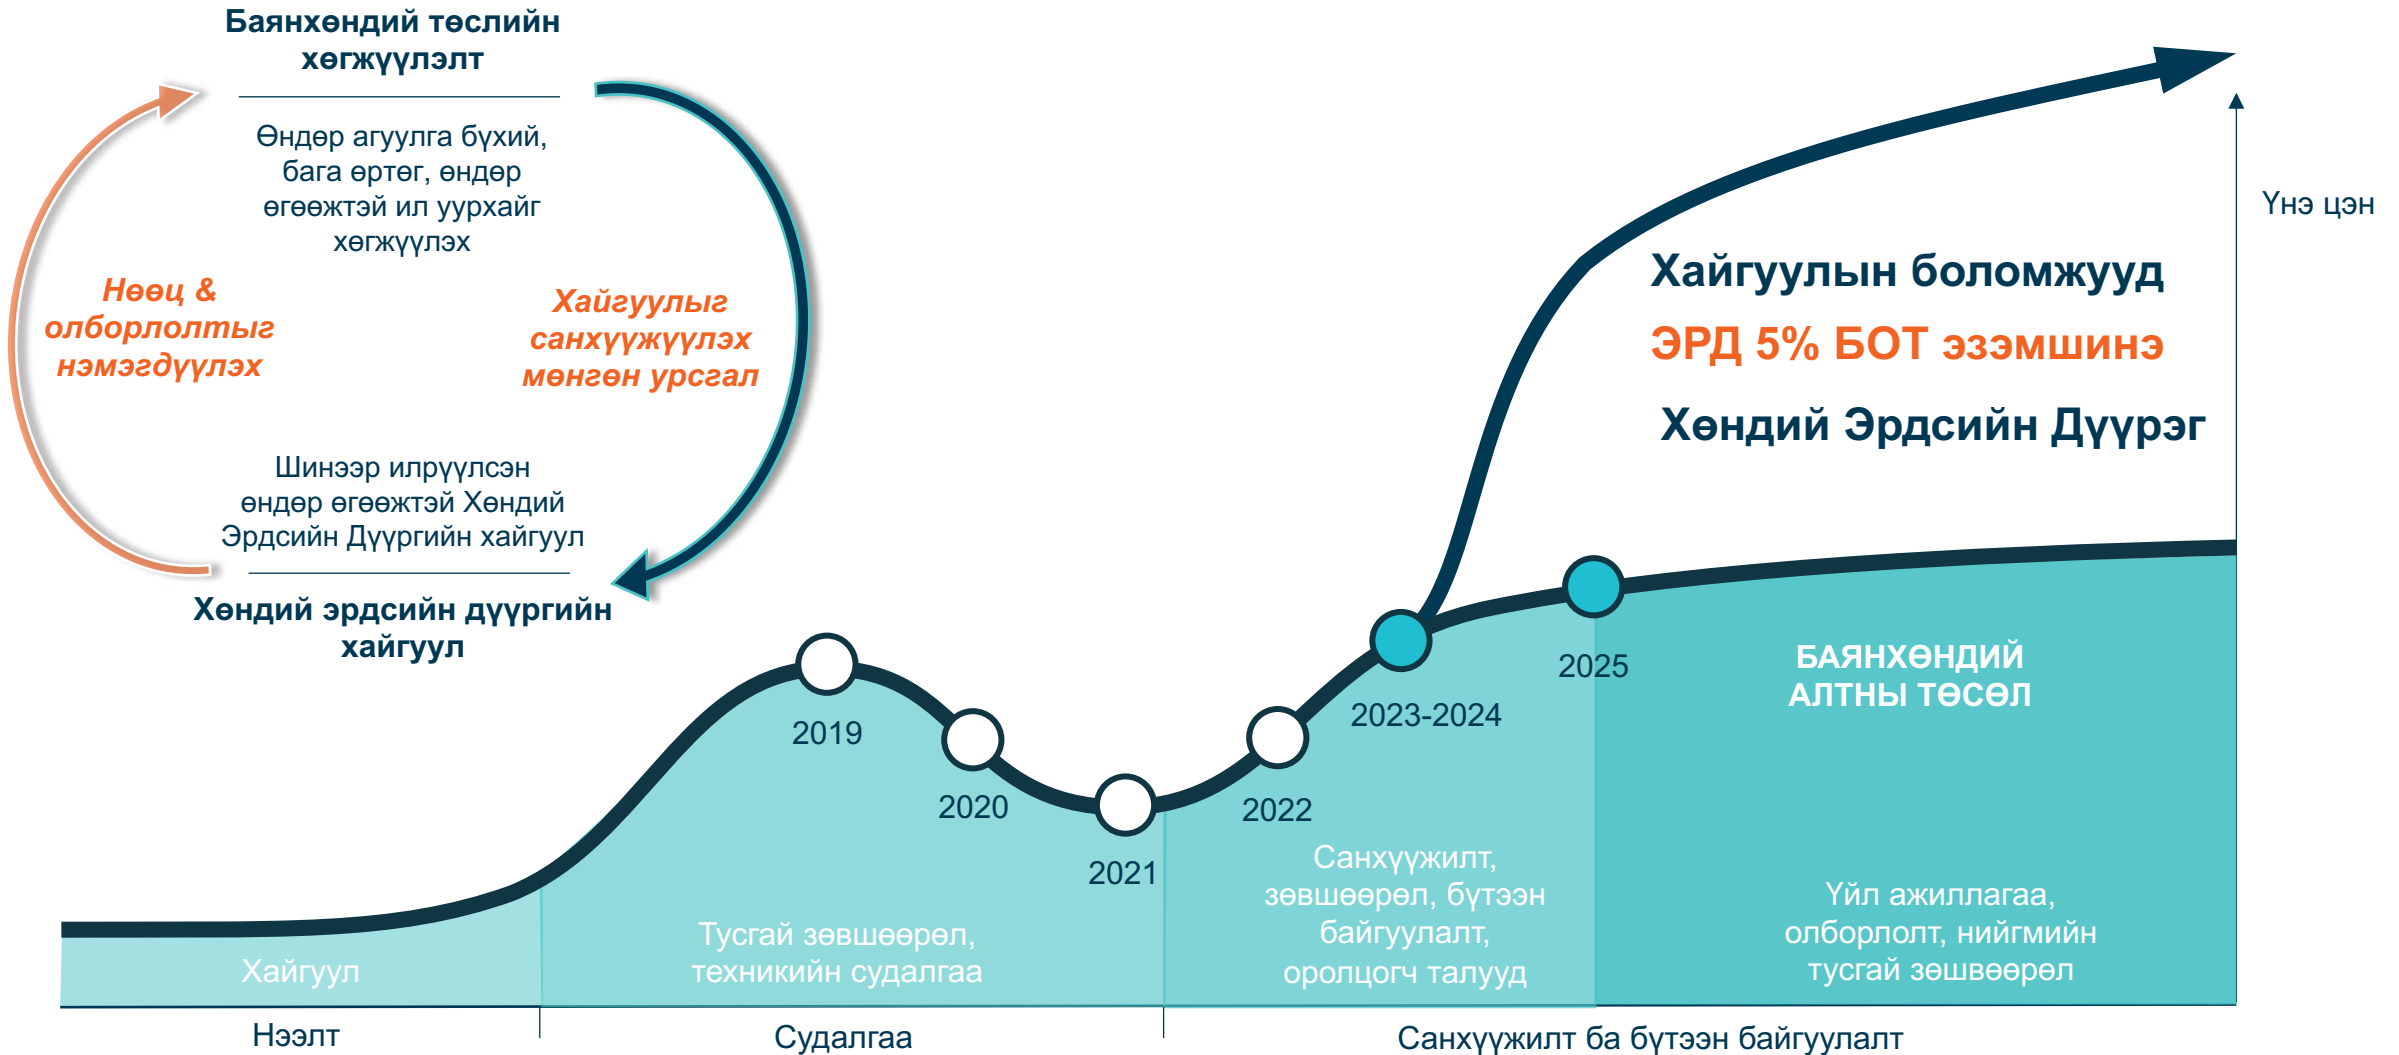 Баянхөндий төслийн
хөгжүүлэлт
Өндөр агуулга бүхий,
бага өртөг, өндөр
өгөөжтэй ил уурхайг
хөгжүүлэх
Нөөц &
олборлолтыг
нэмэгдүүлэх
Хайгуулыг
санхүүжүүлэх
мөнгөн урсгал
Шинээр илрүүлсэн
өндөр өгөөжтэй Хөндий
Эрдсийн Дүүргийн хайгуул
Хөндий эрдсийн дүүргийн
хайгуул
Үнэ цэн
Хайгуулын боломжууд
ЭРД 5% БОТ эзэмшинэ
Хөндий Эрдсийн Дүүрэг
2019
2020
2021
2022
2023-2024
2025
БАЯНХӨНДИЙ
АЛТНЫ ТӨСӨЛ
Хайгуул
Тусгай зөвшөөрөл,
техникийн судалгаа
Санхүүжилт,
зөвшөөрөл, бүтээн
байгуулалт,
оролцогч талууд
Үйл ажиллагаа,
олборлолт, нийгмийн
тусгай зөшвөөрөл
Нээлт
Судалгаа
Санхүүжилт ба бүтээн байгуулалт